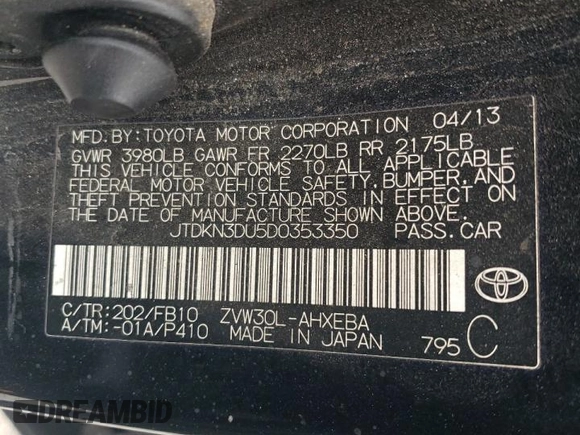 MFD. BY: TOYOTA MOTOR CORPORATION 04/13
GVWR 3980LB GAWR FR 2270LB RR 2175LB
THIS VEHICLE CONFORMS TO ALL APPLICABLE
FEDERAL MOTOR VEHICLE SAFETY, BUMPER, AND
THEFT PREVENTION STANDARDS IN EFFECT ON
THE DATE OF MANUFACTURE SHOWN ABOVE.
JTDKN3DU5D0353350 PASS. CAR
TOYOTA
C/TR: 202/FB10 ZVW30L-AHXEBA
A/TM: -01A/P410 MADE IN JAPAN 795 C
DREAMBID